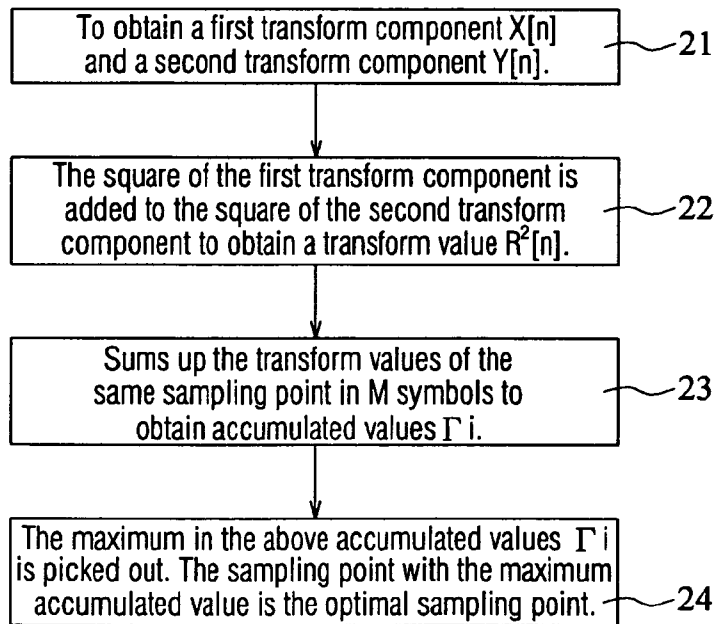 To obtain a first transform component X[n]
and a second transform component Y[n].
21
The square of the first transform component is
added to the square of the second transform
component to obtain a transform value R²[n].
22
Sums up the transform values of the
same sampling point in M symbols to
obtain accumulated values Γ i.
23
The maximum in the above accumulated values Γ i
is picked out. The sampling point with the maximum
accumulated value is the optimal sampling point.
24